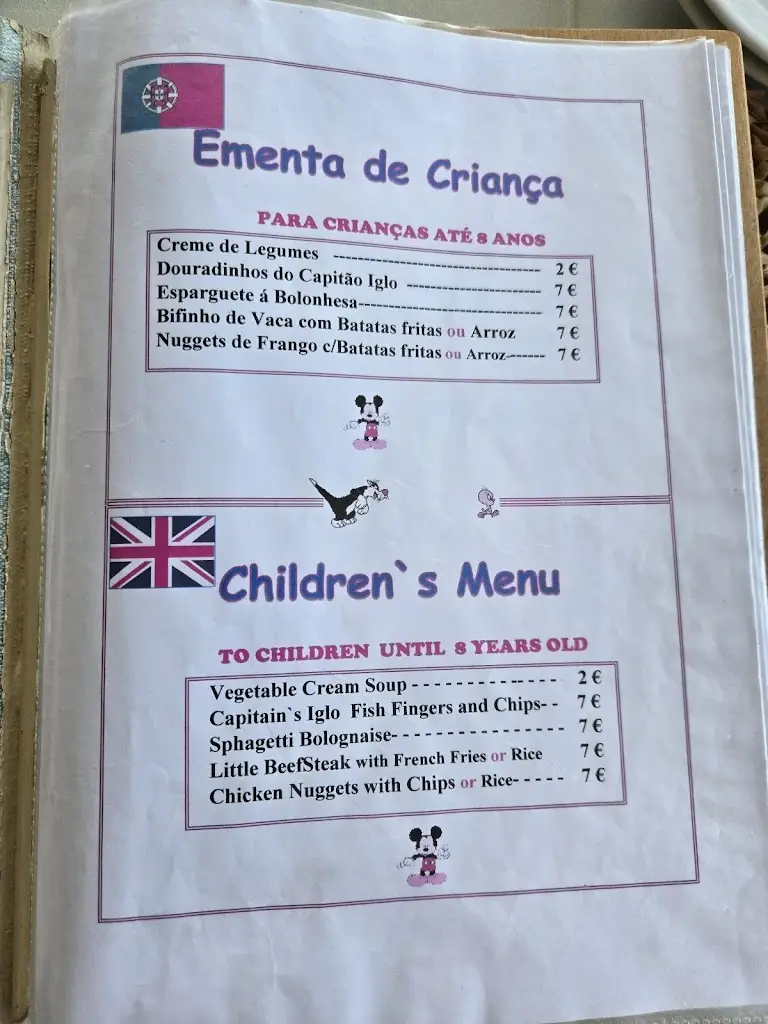 Ementa de Criança
PARA CRIANÇAS ATÉ 8 ANOS
Creme de Legumes ---------------------------------- 2 €
Douradinhos do Capitão Iglo ---------------------- 7 €
Esparguete á Bolonhesa------------------------------ 7 €
Bifinho de Vaca com Batatas fritas ou Arroz 7 €
Nuggets de Frango c/Batatas fritas ou Arroz------ 7 €
Children`s Menu
TO CHILDREN UNTIL 8 YEARS OLD
Vegetable Cream Soup - - - - - - - - - - - - - - - 2 €
Capitain`s Iglo Fish Fingers and Chips- - 7 €
Sphagetti Bolognaise- - - - - - - - - - - - - - - - 7 €
Little BeefSteak with French Fries or Rice 7 €
Chicken Nuggets with Chips or Rice- - - - - 7 €